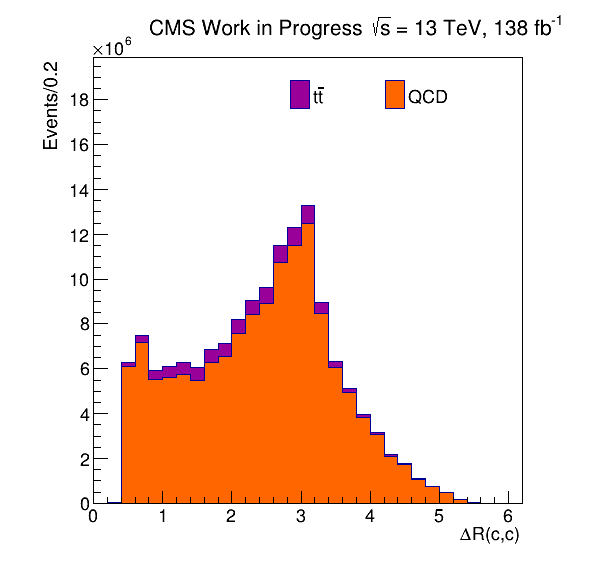 CMS Work in Progress √s = 13 TeV, 138 fb⁻¹
×10⁶
Events/0.2
tt̄
QCD
18
16
14
12
10
8
6
4
2
0
0 1 2 3 4 5 6
ΔR(c,c)